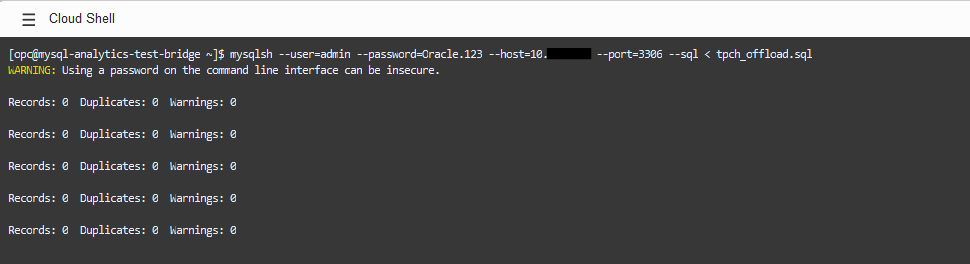 Cloud Shell
[opc@mysql-analytics-test-bridge ~]$ mysqlsh --user=admin --password=Oracle.123 --host=10. --port=3306 --sql < tpch_offload.sql
WARNING: Using a password on the command line interface can be insecure.
Records: 0 Duplicates: 0 Warnings: 0
Records: 0 Duplicates: 0 Warnings: 0
Records: 0 Duplicates: 0 Warnings: 0
Records: 0 Duplicates: 0 Warnings: 0
Records: 0 Duplicates: 0 Warnings: 0